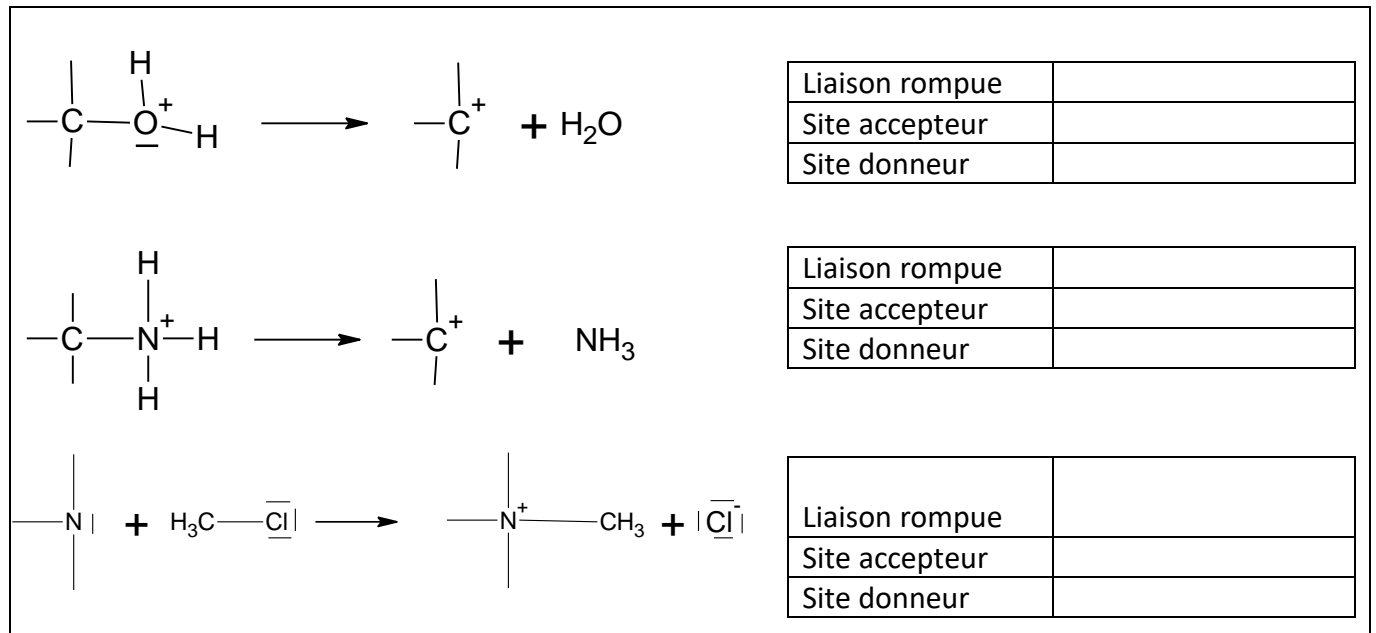 H
—C—O⁺—H ⟶ —C⁺ + H₂O
Liaison rompue
Site accepteur
Site donneur
H
—C—N⁺—H ⟶ —C⁺ + NH₃
H
Liaison rompue
Site accepteur
Site donneur
—N| + H₃C—Cl| ⟶ —N⁺—CH₃ + |Cl|⁻
Liaison rompue
Site accepteur
Site donneur